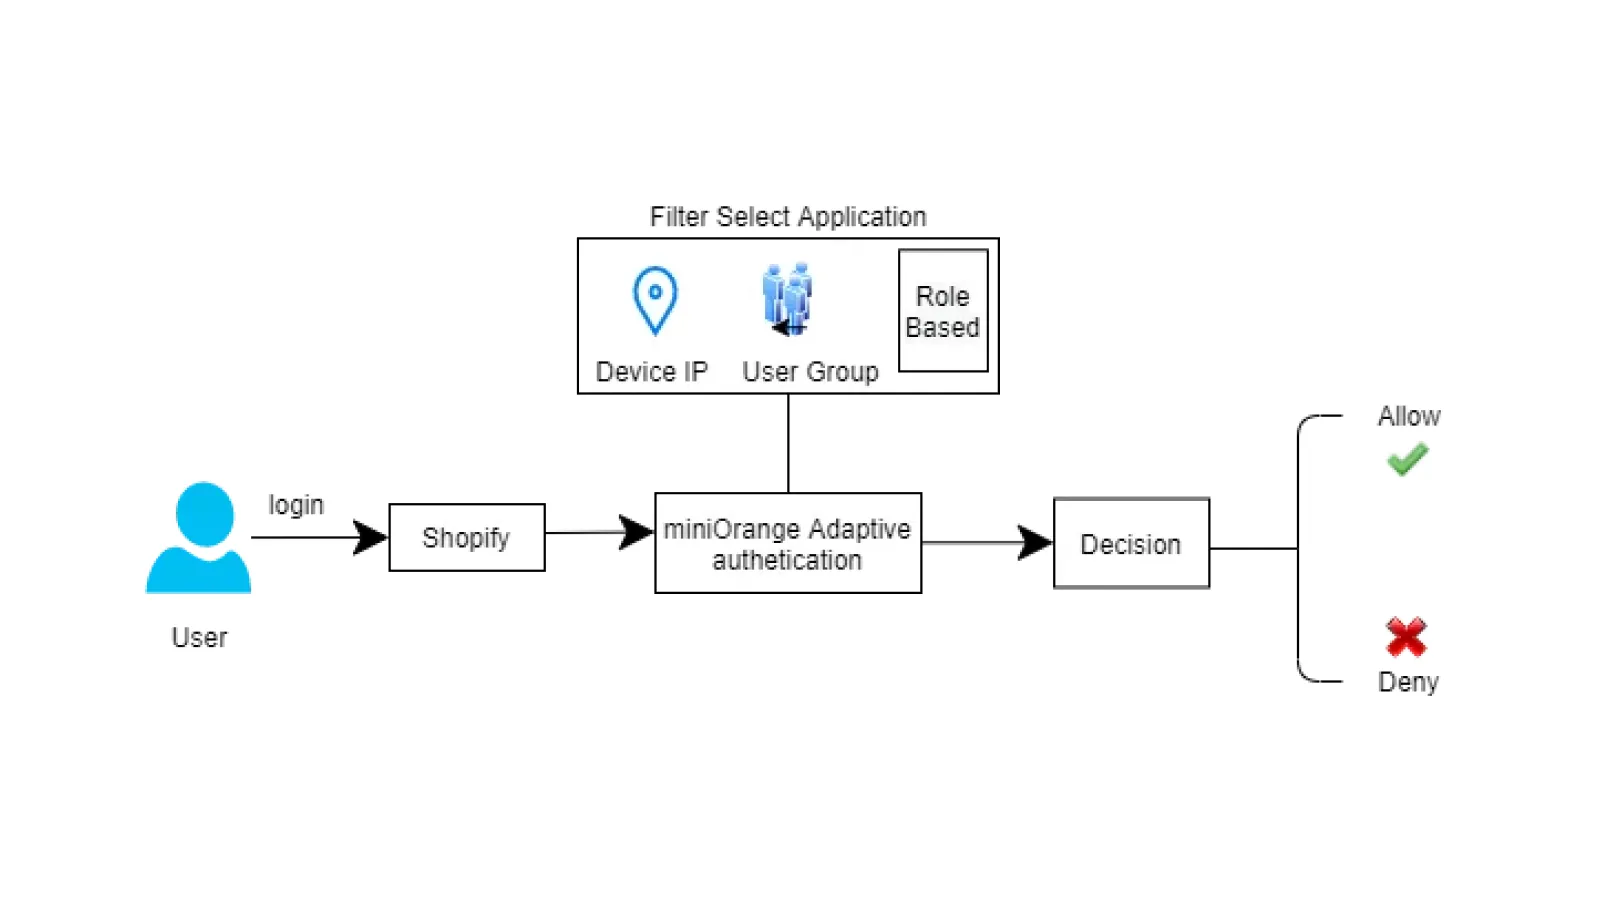 Filter Select Application
Role
Based
Device IP
User Group
Allow
login
Shopify
miniOrange Adaptive
authetication
Decision
User
Deny